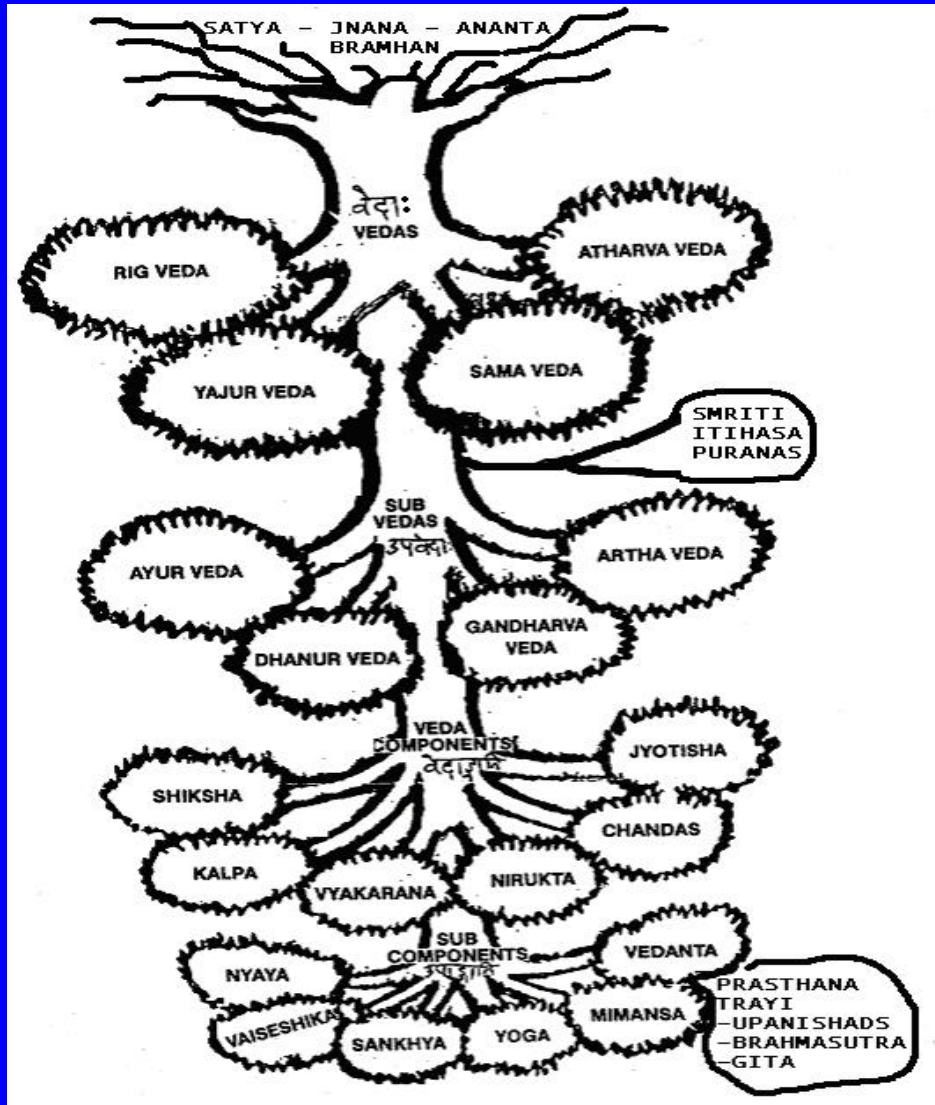 SATYA - JNANA - ANANTA
BRAMHAN
वेदाः
VEDAS
RIG VEDA
ATHARVA VEDA
YAJUR VEDA
SAMA VEDA
SMRITI
ITIHASA
PURANAS
SUB
VEDAS
उपवेदाः
AYUR VEDA
ARTHA VEDA
DHANUR VEDA
GANDHARVA
VEDA
VEDA
COMPONENTS
JYOTISHA
SHIKSHA
CHANDAS
KALPA
VYAKARANA
NIRUKTA
SUB
COMPONENTS
VEDANTA
NYAYA
VAISESHIKA
SANKHYA
YOGA
MIMANSA
PRASTHANA
TRAYI
-UPANISHADS
-BRAHMASUTRA
-GITA